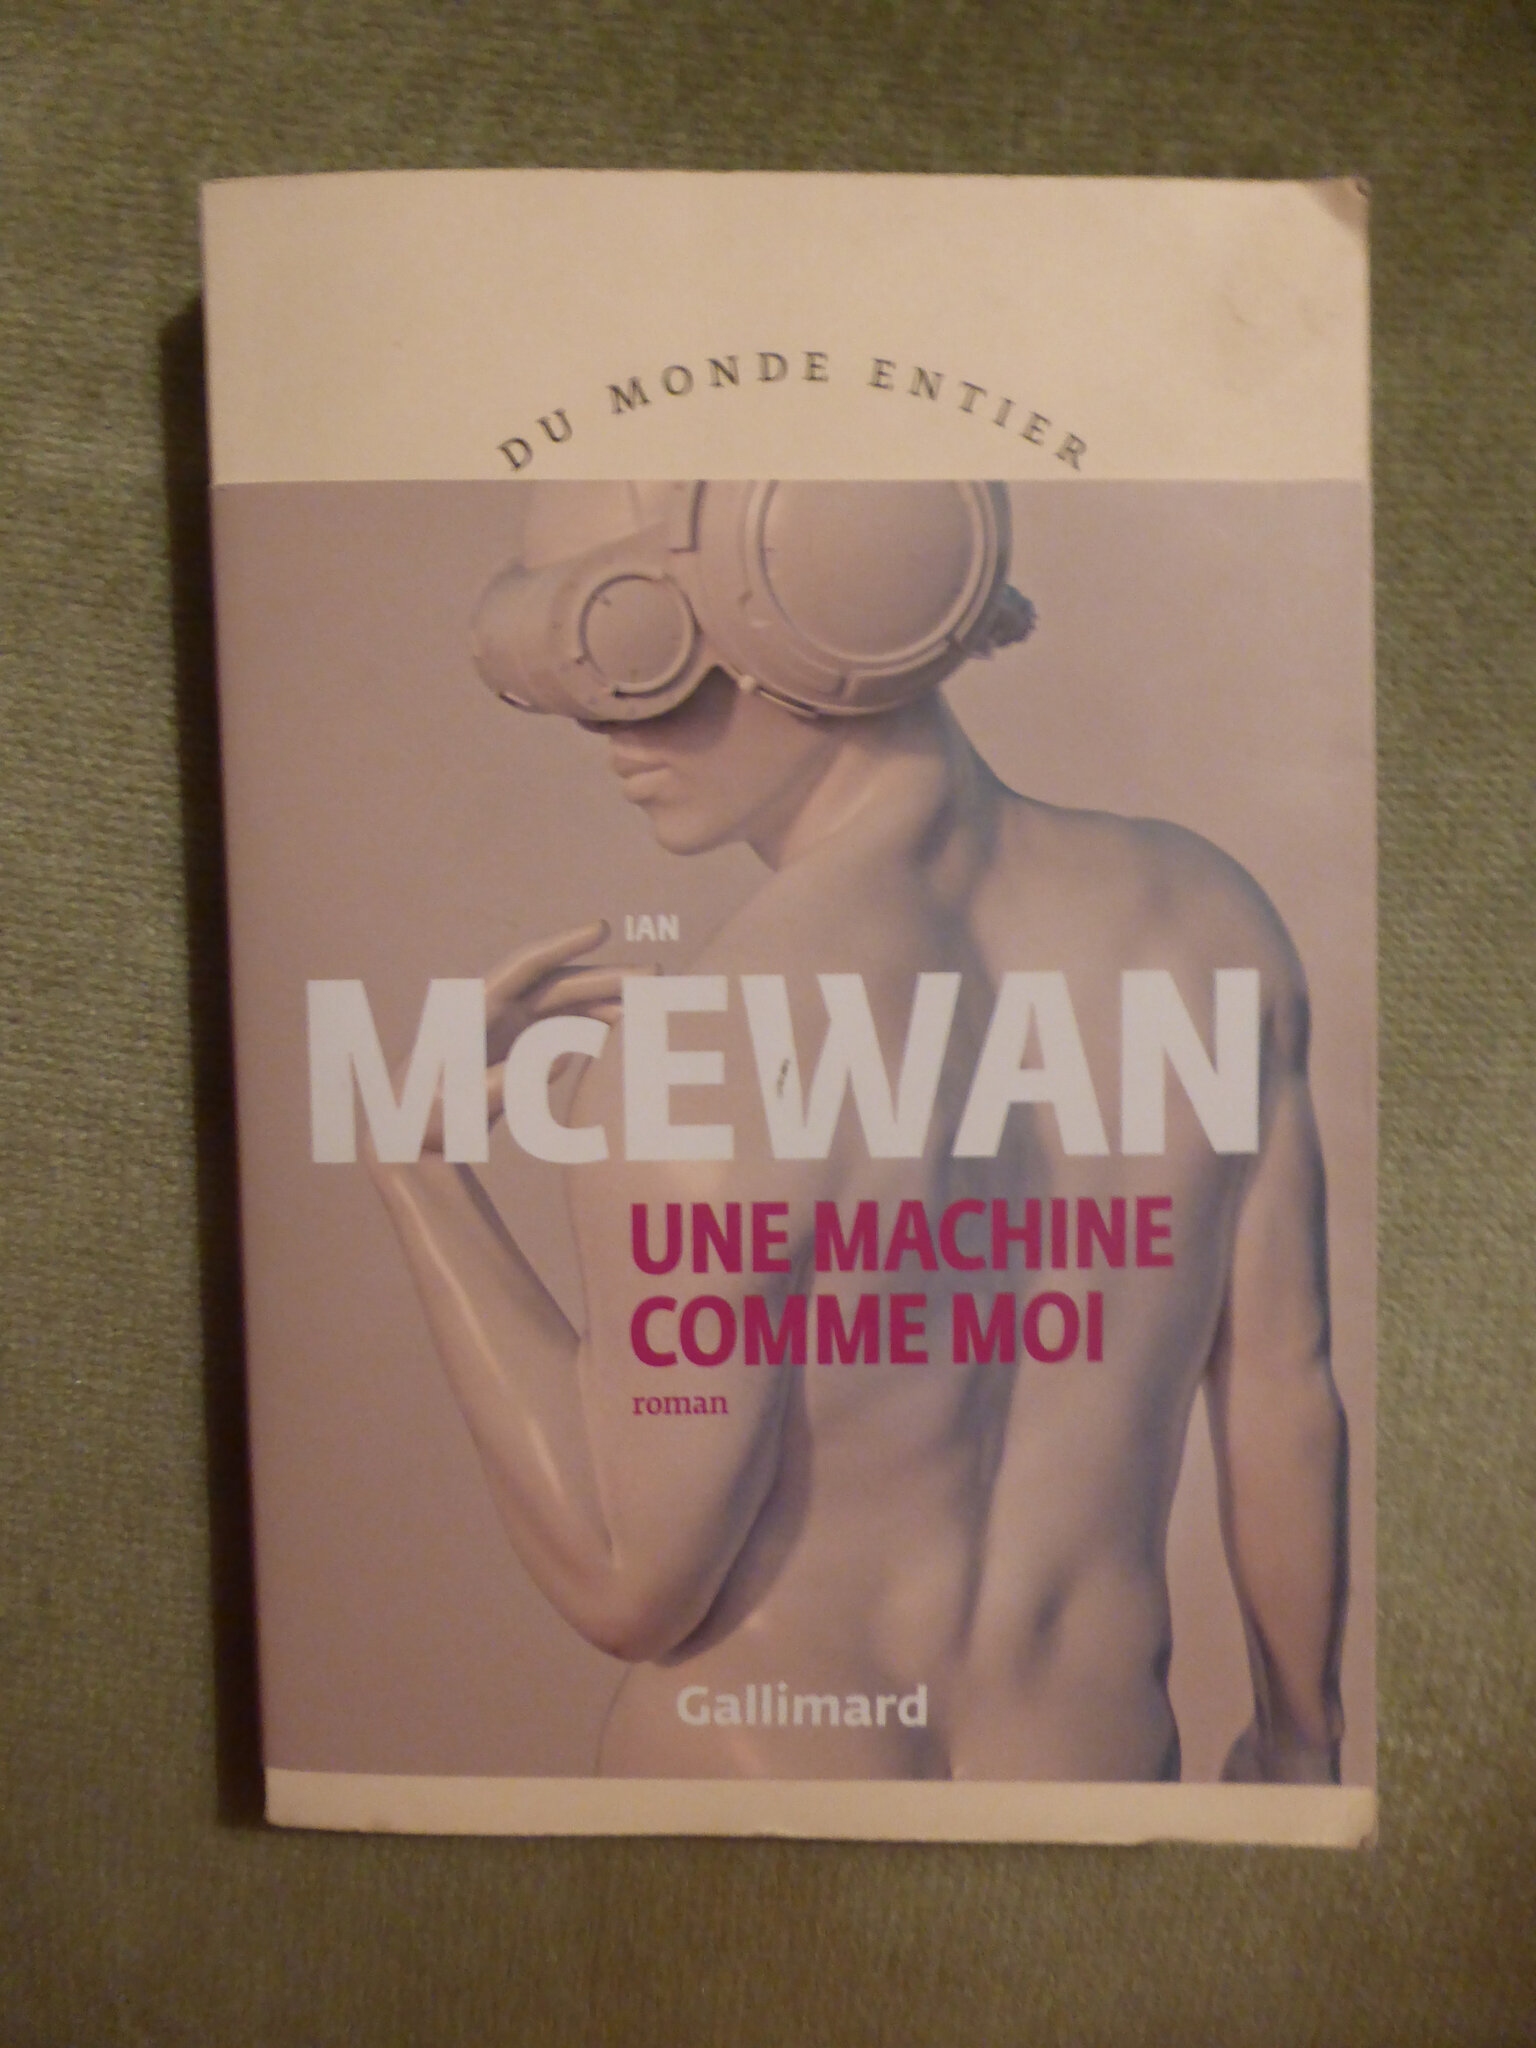 DU MONDE ENTIER
IAN
McEWAN
UNE MACHINE
COMME MOI
roman
Gallimard